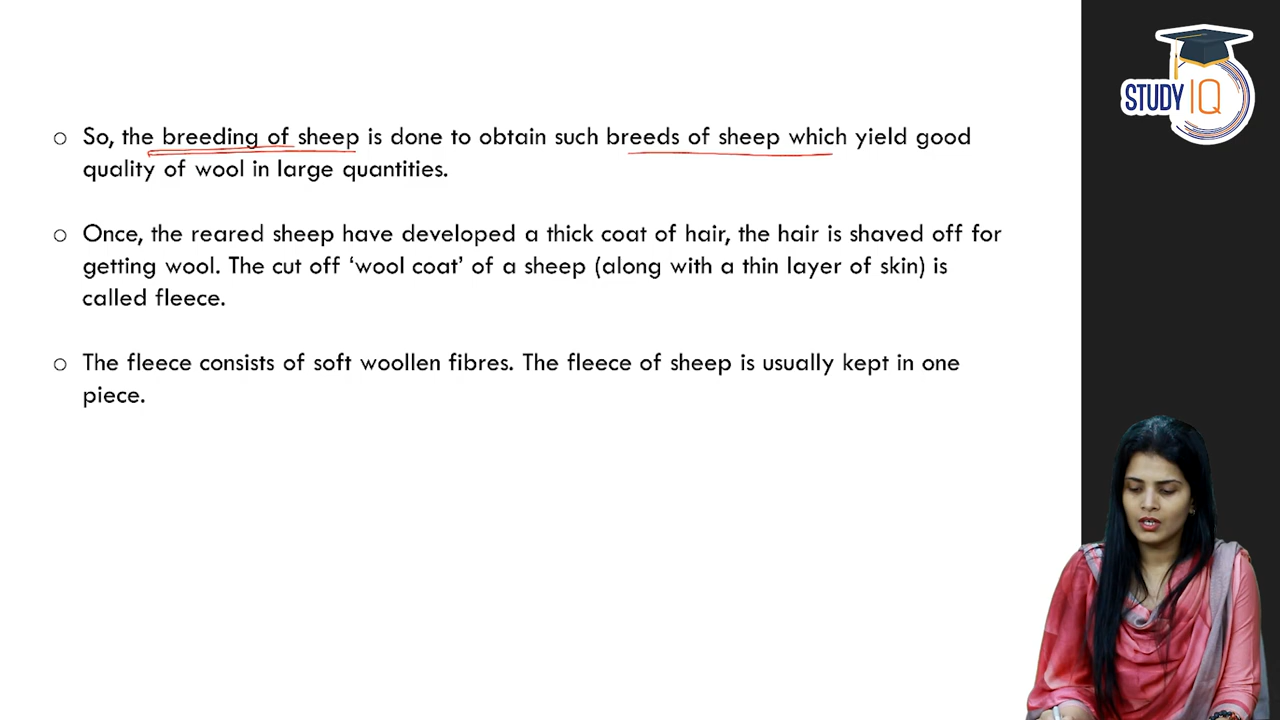 STUDY IQ
○ So, the breeding of sheep is done to obtain such breeds of sheep which yield good
quality of wool in large quantities.
○ Once, the reared sheep have developed a thick coat of hair, the hair is shaved off for
getting wool. The cut off ‘wool coat’ of a sheep (along with a thin layer of skin) is
called fleece.
○ The fleece consists of soft woollen fibres. The fleece of sheep is usually kept in one
piece.